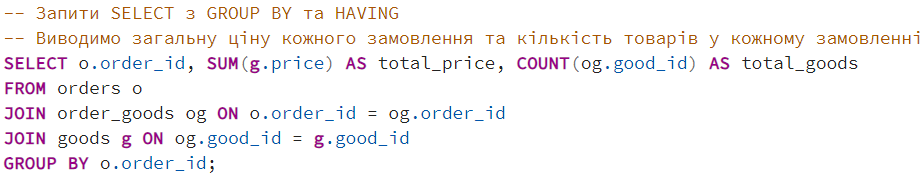 -- Запити SELECT з GROUP BY та HAVING
-- Виводимо загальну ціну кожного замовлення та кількість товарів у кожному замовленні
SELECT o.order_id, SUM(g.price) AS total_price, COUNT(og.good_id) AS total_goods
FROM orders o
JOIN order_goods og ON o.order_id = og.order_id
JOIN goods g ON og.good_id = g.good_id
GROUP BY o.order_id;